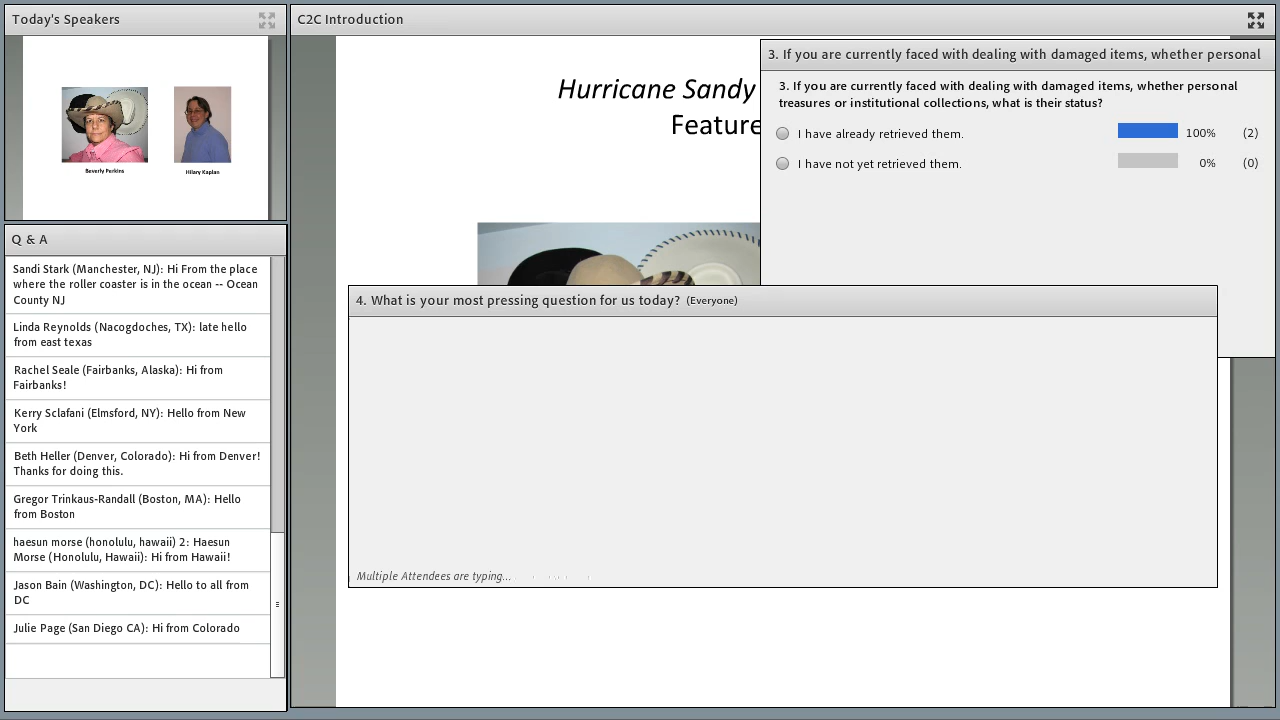 Today's Speakers
Beverly Perkins
Hilary Kaplan
Q & A
Sandi Stark (Manchester, NJ): Hi From the place
where the roller coaster is in the ocean -- Ocean
County NJ
Linda Reynolds (Nacogdoches, TX): late hello
from east texas
Rachel Seale (Fairbanks, Alaska): Hi from
Fairbanks!
Kerry Sclafani (Elmsford, NY): Hello from New
York
Beth Heller (Denver, Colorado): Hi from Denver!
Thanks for doing this.
Gregor Trinkaus-Randall (Boston, MA): Hello
from Boston
haesun morse (honolulu, hawaii) 2: Haesun
Morse (Honolulu, Hawaii): Hi from Hawaii!
Jason Bain (Washington, DC): Hello to all from
DC
Julie Page (San Diego CA): Hi from Colorado
C2C Introduction
Hurricane Sandy
Feature
3. If you are currently faced with dealing with damaged items, whether personal
3. If you are currently faced with dealing with damaged items, whether personal
treasures or institutional collections, what is their status?
I have already retrieved them. 100% (2)
I have not yet retrieved them. 0% (0)
4. What is your most pressing question for us today? (Everyone)
Multiple Attendees are typing...